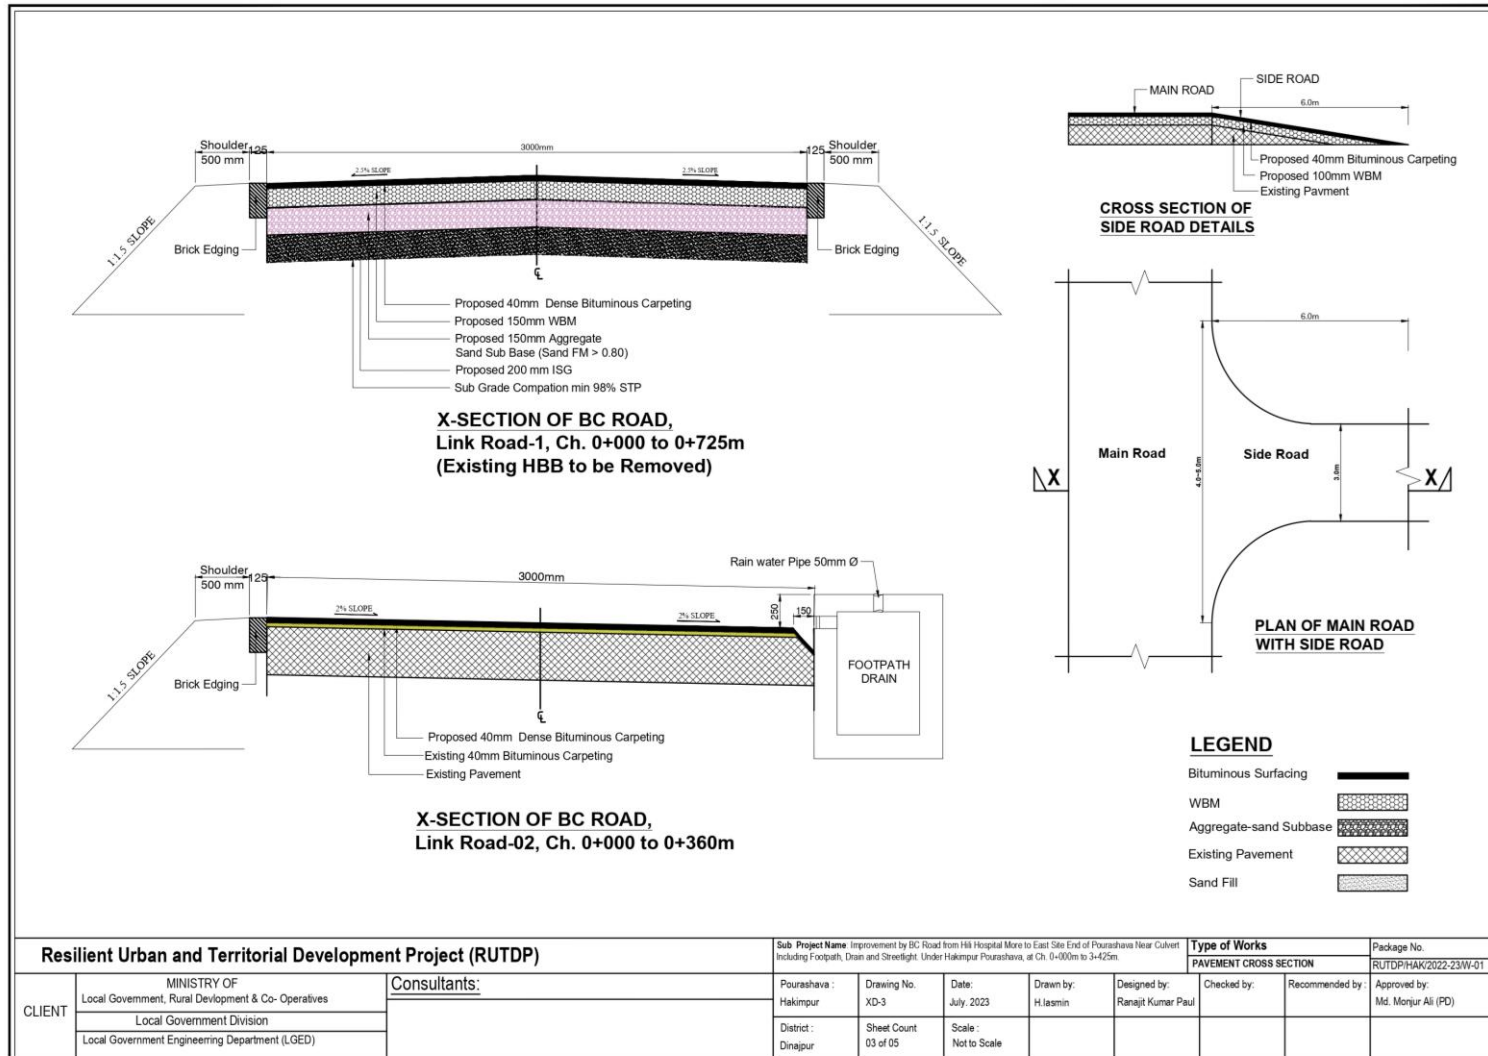 Shoulder
500 mm
125
3000mm
125
Shoulder
500 mm
2.5% SLOPE
2.5% SLOPE
1:1.5 SLOPE
Brick Edging
Brick Edging
1:1.5 SLOPE
℄
Proposed 40mm Dense Bituminous Carpeting
Proposed 150mm WBM
Proposed 150mm Aggregate
Sand Sub Base (Sand FM > 0.80)
Proposed 200 mm ISG
Sub Grade Compation min 98% STP
X-SECTION OF BC ROAD,
Link Road-1, Ch. 0+000 to 0+725m
(Existing HBB to be Removed)
MAIN ROAD
SIDE ROAD
6.0m
Proposed 40mm Bituminous Carpeting
Proposed 100mm WBM
Existing Pavment
CROSS SECTION OF
SIDE ROAD DETAILS
6.0m
Main Road
Side Road
4.0~5.0m
3.0m
X
X
PLAN OF MAIN ROAD
WITH SIDE ROAD
Shoulder
500 mm
125
3000mm
Rain water Pipe 50mm Ø
250
150
2% SLOPE
2% SLOPE
1:1.5 SLOPE
Brick Edging
FOOTPATH
DRAIN
℄
Proposed 40mm Dense Bituminous Carpeting
Existing 40mm Bituminous Carpeting
Existing Pavement
X-SECTION OF BC ROAD,
Link Road-02, Ch. 0+000 to 0+360m
LEGEND
Bituminous Surfacing
WBM
Aggregate-sand Subbase
Existing Pavement
Sand Fill
Resilient Urban and Territorial Development Project (RUTDP)
CLIENT
MINISTRY OF
Local Government, Rural Devlopment & Co- Operatives
Local Government Division
Local Government Engineerring Department (LGED)
Consultants:
Sub Project Name: Improvement by BC Road from Hili Hospital More to East Site End of Pourashava Near Culvert
Including Footpath, Drain and Streetlight. Under Hakimpur Pourashava, at Ch. 0+000m to 3+425m.
Type of Works
PAVEMENT CROSS SECTION
Package No.
RUTDP/HAK/2022-23/W-01
Pourashava :
Hakimpur
Drawing No.
XD-3
Date:
July. 2023
Drawn by:
H.Iasmin
Designed by:
Ranajit Kumar Paul
Checked by:
Recommended by :
Approved by:
Md. Monjur Ali (PD)
District :
Dinajpur
Sheet Count
03 of 05
Scale :
Not to Scale